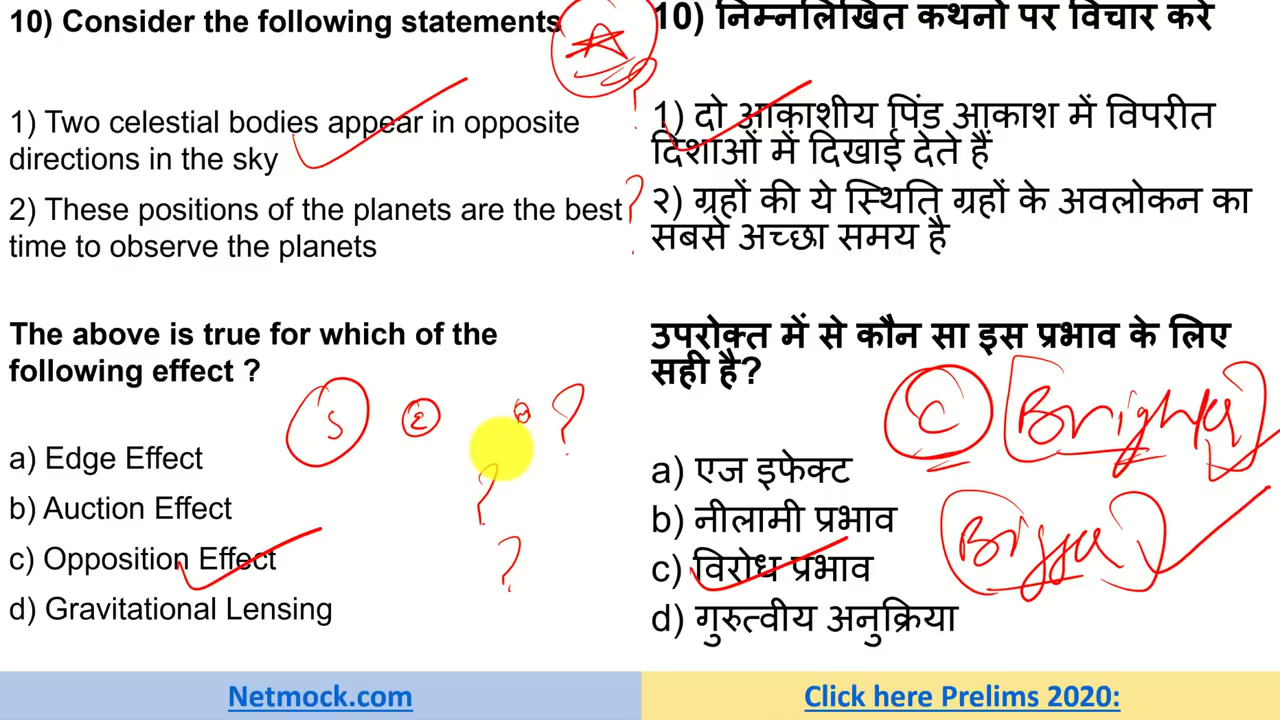 10) Consider the following statements
1) Two celestial bodies appear in opposite
directions in the sky
2) These positions of the planets are the best
time to observe the planets
The above is true for which of the
following effect ?
a) Edge Effect
b) Auction Effect
c) Opposition Effect
d) Gravitational Lensing
S E M ?
?
?
?
?
10) निम्नलिखित कथनो पर विचार करे
1) दो आकाशीय पिंड आकाश में विपरीत
दिशाओं में दिखाई देते हैं
२) ग्रहों की ये स्थिति ग्रहों के अवलोकन का
सबसे अच्छा समय है
उपरोक्त में से कौन सा इस प्रभाव के लिए
सही है?
a) एज इफेक्ट
b) नीलामी प्रभाव
c) विरोध प्रभाव
d) गुरुत्वीय अनुक्रिया
C Brighter
Bigger
Netmock.com
Click here Prelims 2020: